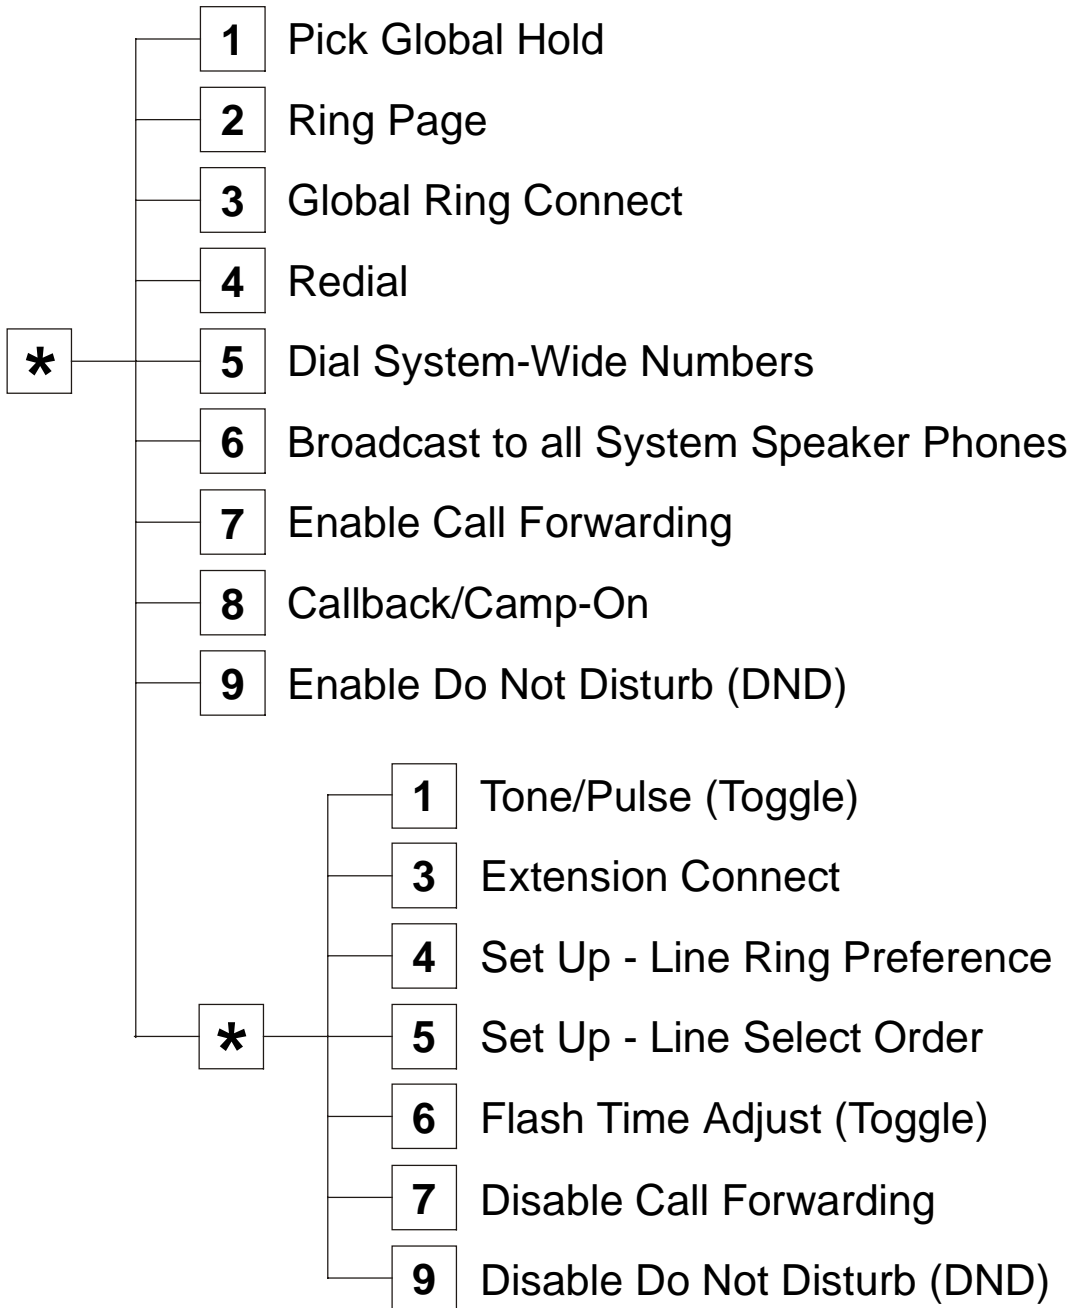 1 Pick Global Hold
2 Ring Page
3 Global Ring Connect
4 Redial
* 5 Dial System-Wide Numbers
6 Broadcast to all System Speaker Phones
7 Enable Call Forwarding
8 Callback/Camp-On
9 Enable Do Not Disturb (DND)
1 Tone/Pulse (Toggle)
3 Extension Connect
4 Set Up - Line Ring Preference
* 5 Set Up - Line Select Order
6 Flash Time Adjust (Toggle)
7 Disable Call Forwarding
9 Disable Do Not Disturb (DND)